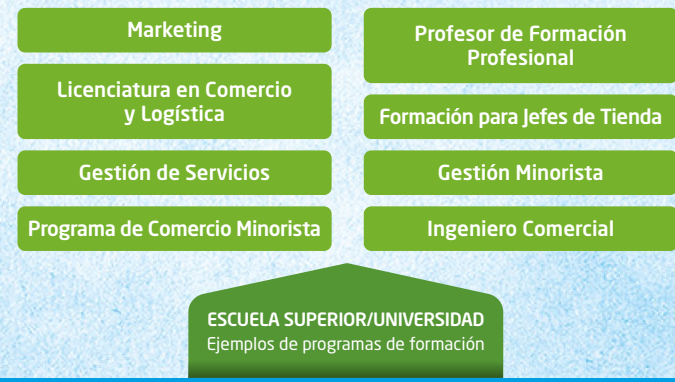 Marketing
Licenciatura en Comercio
y Logística
Gestión de Servicios
Programa de Comercio Minorista
Profesor de Formación
Profesional
Formación para Jefes de Tienda
Gestión Minorista
Ingeniero Comercial
ESCUELA SUPERIOR/UNIVERSIDAD
Ejemplos de programas de formación